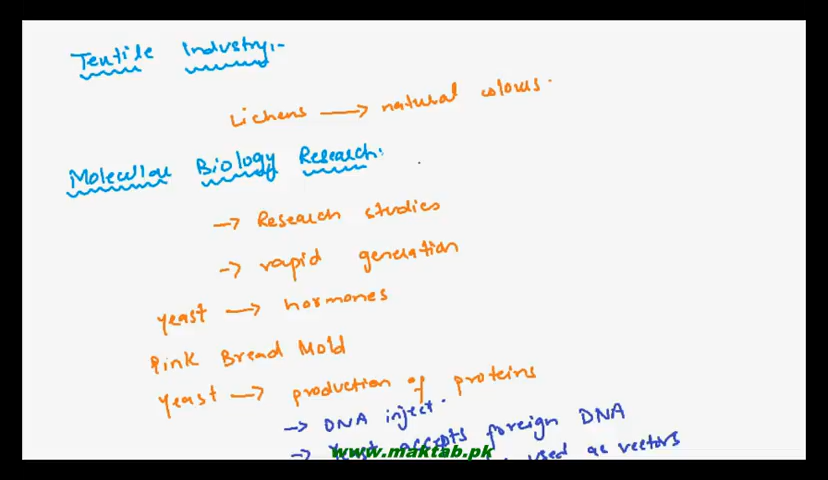 Textile Industry:-
Lichens → natural colours.
Molecular Biology Research:
→ Research studies
→ rapid generation
yeast → hormones
Pink Bread Mold
yeast → production of proteins
→ DNA inject.
→ Yeast accepts foreign DNA
used as vectors
www.maktab.pk